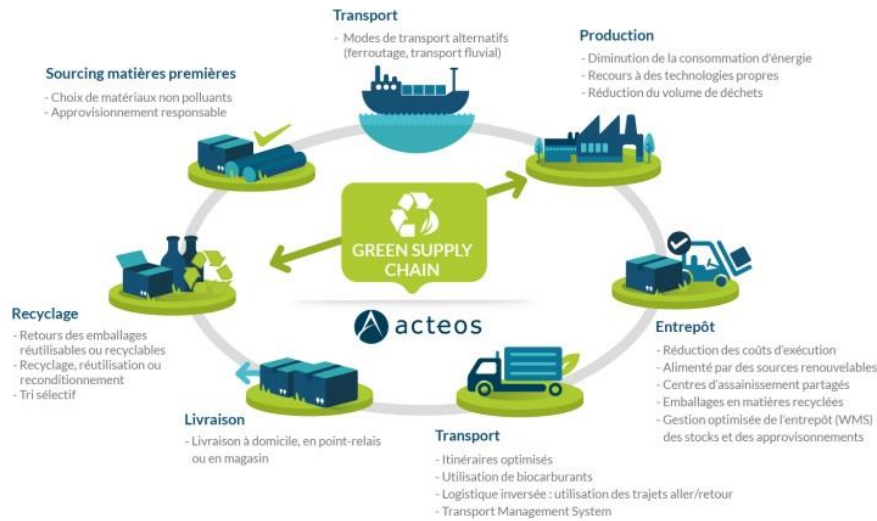 Transport
- Modes de transport alternatifs
(ferroutage, transport fluvial)
Production
- Diminution de la consommation d'énergie
- Recours à des technologies propres
- Réduction du volume de déchets
Sourcing matières premières
- Choix de matériaux non polluants
- Approvisionnement responsable
GREEN SUPPLY
CHAIN
acteos
Recyclage
- Retours des emballages
réutilisables ou recyclables
- Recyclage, réutilisation ou
reconditionnement
- Tri sélectif
Entrepôt
- Réduction des coûts d'exécution
- Alimenté par des sources renouvelables
- Centres d'assainissement partagés
- Emballages en matières recyclées
- Gestion optimisée de l'entrepôt (WMS)
des stocks et des approvisonnements
Livraison
- Livraison à domicile, en point-relais
ou en magasin
Transport
- Itinéraires optimisés
- Utilisation de biocarburants
- Logistique inversée : utilisation des trajets aller/retour
- Transport Management System